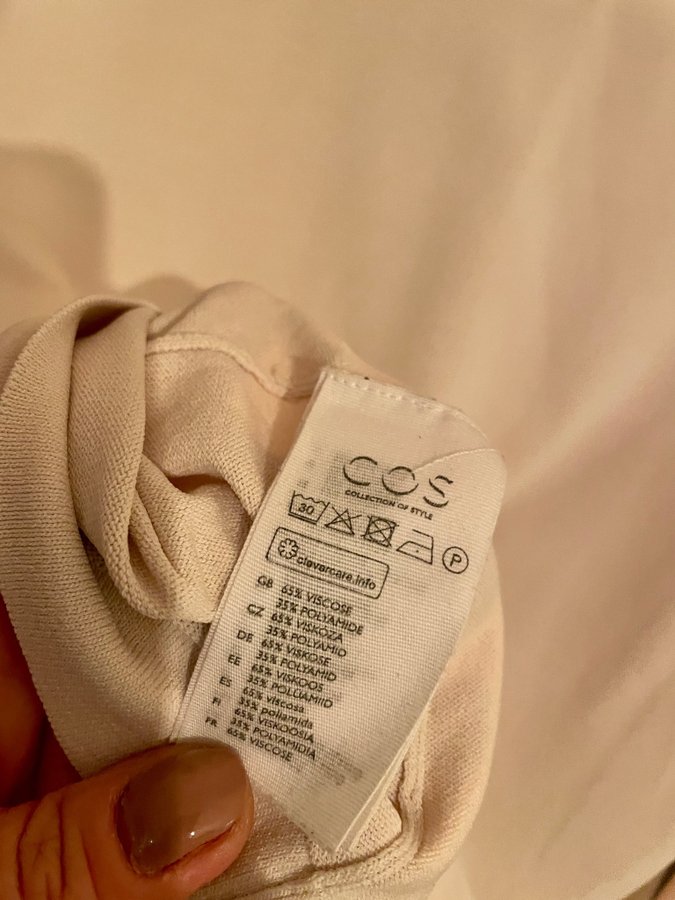 COS
COLLECTION OF STYLE
30
P
clevercare.info
GB 65% VISCOSE
35% POLYAMIDE
CZ 65% VISKOZA
35% POLYAMID
DE 65% VISKOSE
35% POLYAMID
EE 65% VISKOOS
35% POLÜAMIID
ES 65% viscosa
35% poliamida
FI 65% VISKOOSIA
35% POLYAMIDIA
FR 65% VISCOSE